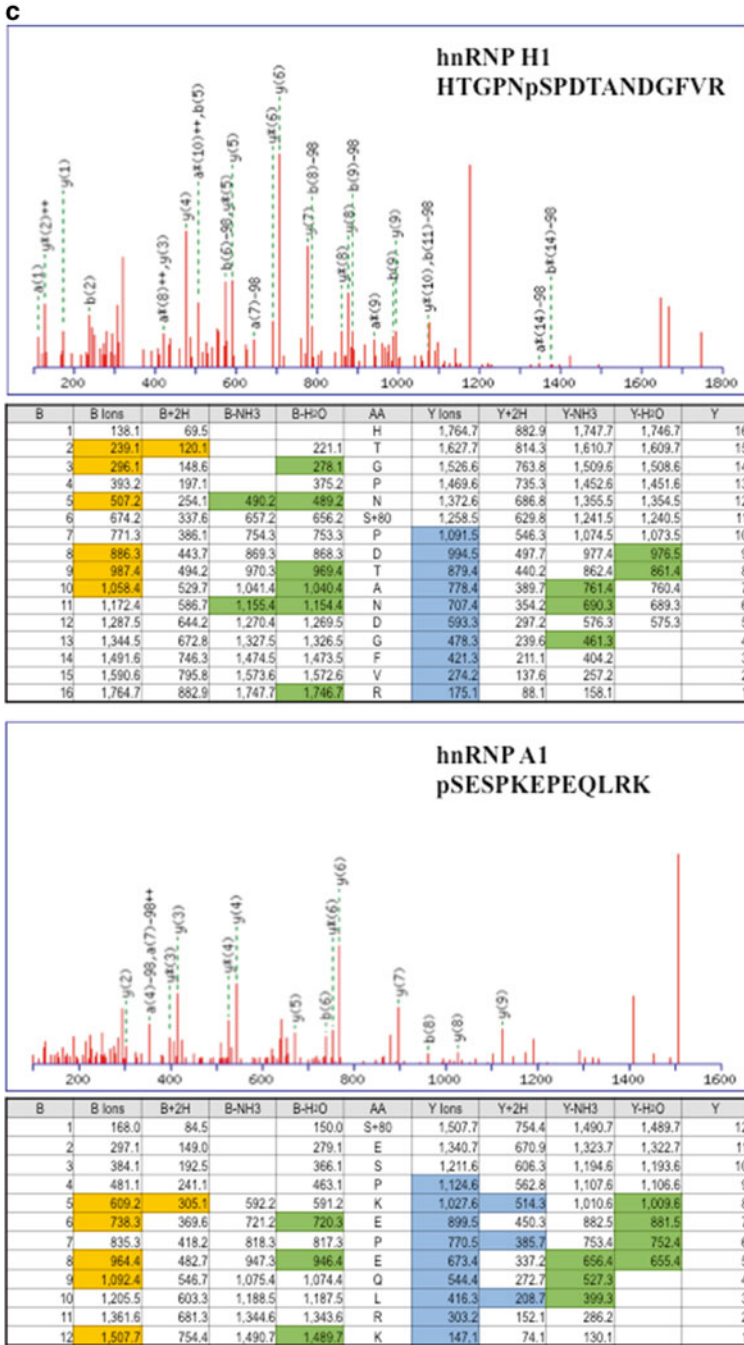 c
hnRNP H1
HTGPNpSPDTANDGFVR
a(1)
y*(2)++
y(1)
b(2)
a*(8)++,y(3)
y(4)
a*(10)++,b(5)
b(6)-98,y*(5)
y(5)
a(7)-98
y*(6)
y(6)
y(7)
b(8)-98
y*(8)
y(8)
b(9)-98
a*(9)
b(9)
y(9)
y*(10),b(11)-98
a*(14)-98
b*(14)-98
200 400 600 800 1000 1200 1400 1600 1800
B B Ions B+2H B-NH3 B-H2O AA Y Ions Y+2H Y-NH3 Y-H2O Y
1 138.1 69.5 H 1,764.7 882.9 1,747.7 1,746.7 16
2 239.1 120.1 221.1 T 1,627.7 814.3 1,610.7 1,609.7 15
3 296.1 148.6 278.1 G 1,526.6 763.8 1,509.6 1,508.6 14
4 393.2 197.1 375.2 P 1,469.6 735.3 1,452.6 1,451.6 13
5 507.2 254.1 490.2 489.2 N 1,372.6 686.8 1,355.5 1,354.5 12
6 674.2 337.6 657.2 656.2 S+80 1,258.5 629.8 1,241.5 1,240.5 11
7 771.3 386.1 754.3 753.3 P 1,091.5 546.3 1,074.5 1,073.5 10
8 886.3 443.7 869.3 868.3 D 994.5 497.7 977.4 976.5 9
9 987.4 494.2 970.3 969.4 T 879.4 440.2 862.4 861.4 8
10 1,058.4 529.7 1,041.4 1,040.4 A 778.4 389.7 761.4 760.4 7
11 1,172.4 586.7 1,155.4 1,154.4 N 707.4 354.2 690.3 689.3 6
12 1,287.5 644.2 1,270.4 1,269.5 D 593.3 297.2 576.3 575.3 5
13 1,344.5 672.8 1,327.5 1,326.5 G 478.3 239.6 461.3 4
14 1,491.6 746.3 1,474.5 1,473.5 F 421.3 211.1 404.2 3
15 1,590.6 795.8 1,573.6 1,572.6 V 274.2 137.6 257.2 2
16 1,764.7 882.9 1,747.7 1,746.7 R 175.1 88.1 158.1 1
hnRNP A1
pSESPKEPEQLRK
y(2)
a(4)-98,a(7)-98++
y*(3)
y(3)
y*(4)
y(4)
y(5)
b(6)
y*(6)
y(6)
y(7)
b(8)
y(8)
y(9)
200 400 600 800 1000 1200 1400 1600
B B Ions B+2H B-NH3 B-H2O AA Y Ions Y+2H Y-NH3 Y-H2O Y
1 168.0 84.5 150.0 S+80 1,507.7 754.4 1,490.7 1,489.7 12
2 297.1 149.0 279.1 E 1,340.7 670.9 1,323.7 1,322.7 11
3 384.1 192.5 366.1 S 1,211.6 606.3 1,194.6 1,193.6 10
4 481.1 241.1 463.1 P 1,124.6 562.8 1,107.6 1,106.6 9
5 609.2 305.1 592.2 591.2 K 1,027.6 514.3 1,010.6 1,009.6 8
6 738.3 369.6 721.2 720.3 E 899.5 450.3 882.5 881.5 7
7 835.3 418.2 818.3 817.3 P 770.5 385.7 753.4 752.4 6
8 964.4 482.7 947.3 946.4 E 673.4 337.2 656.4 655.4 5
9 1,092.4 546.7 1,075.4 1,074.4 Q 544.4 272.7 527.3 4
10 1,205.5 603.3 1,188.5 1,187.5 L 416.3 208.7 399.3 3
11 1,361.6 681.3 1,344.6 1,343.6 R 303.2 152.1 286.2 2
12 1,507.7 754.4 1,490.7 1,489.7 K 147.1 74.1 130.1 1